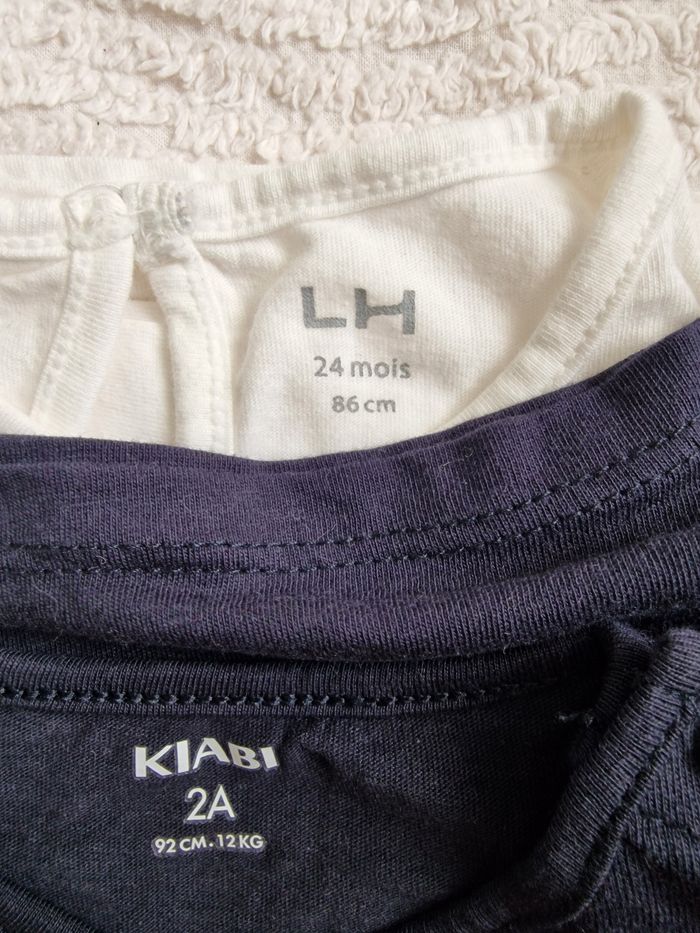 LH
24 mois
86 cm
KIABI
2A
92 CM. 12 KG